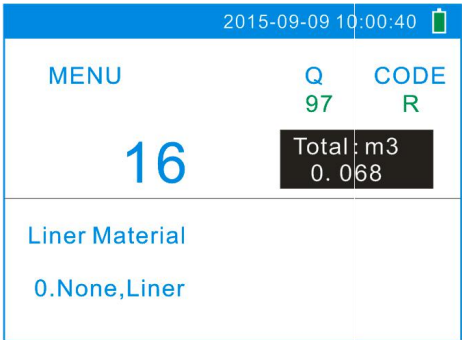 2015-09-09 10:00:40
MENU Q CODE
97 R
16 Total:m3
0.068
Liner Material
0.None,Liner